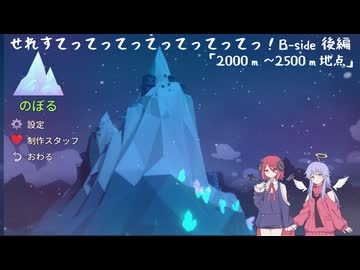 せれすてってってってってってってっ！B-side 後編
「2000ｍ～2500ｍ地点」
のぼる
設定
制作スタッフ
おわる